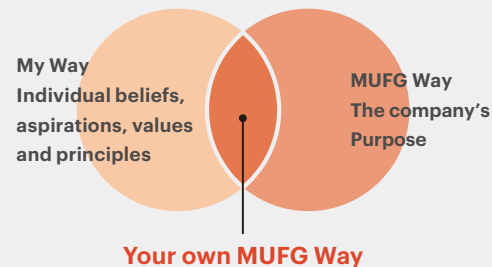 My Way
Individual beliefs,
aspirations, values
and principles
MUFG Way
The company's
Purpose
Your own MUFG Way